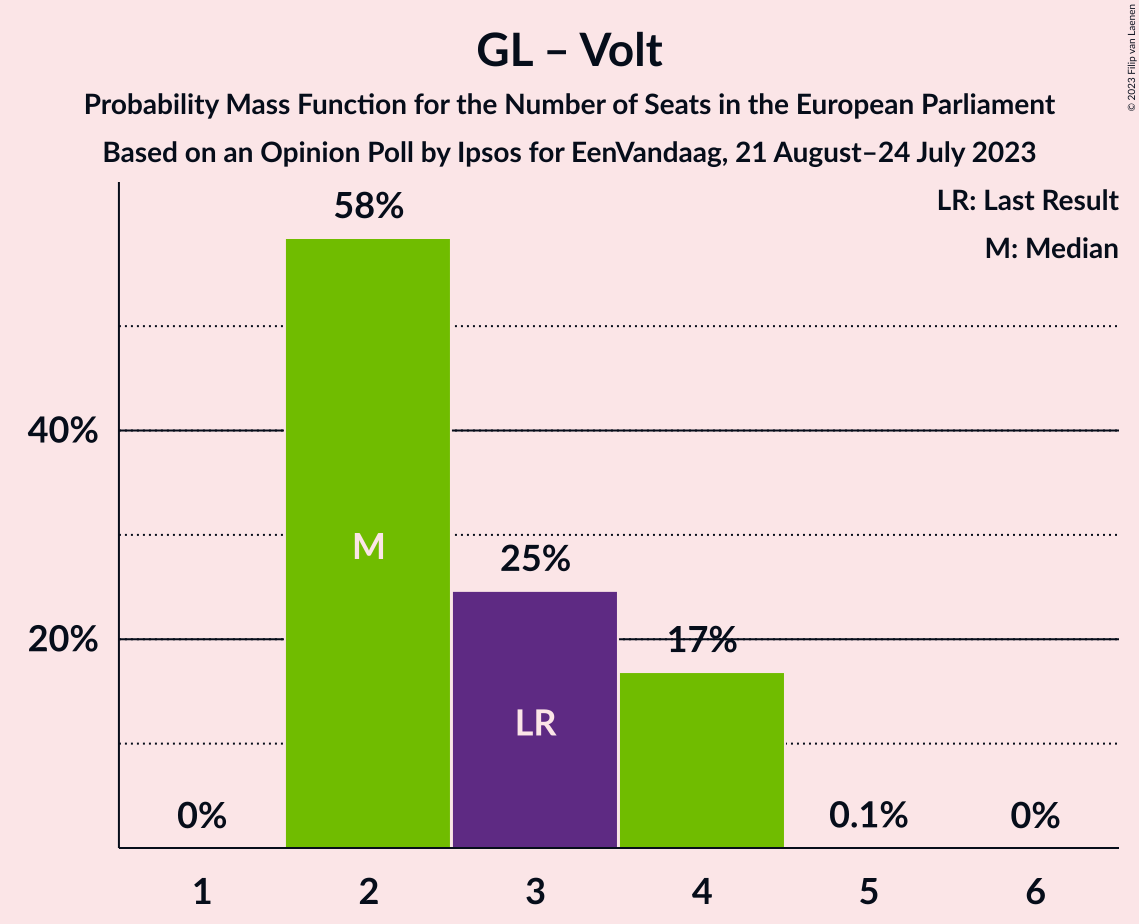 GL – Volt
Probability Mass Function for the Number of Seats in the European Parliament
Based on an Opinion Poll by Ipsos for EenVandaag, 21 August–24 July 2023
© 2023 Filip van Laenen
LR: Last Result
M: Median
58%
40%
M
25%
20%
17%
LR
0%
0.1%
0%
1 2 3 4 5 6